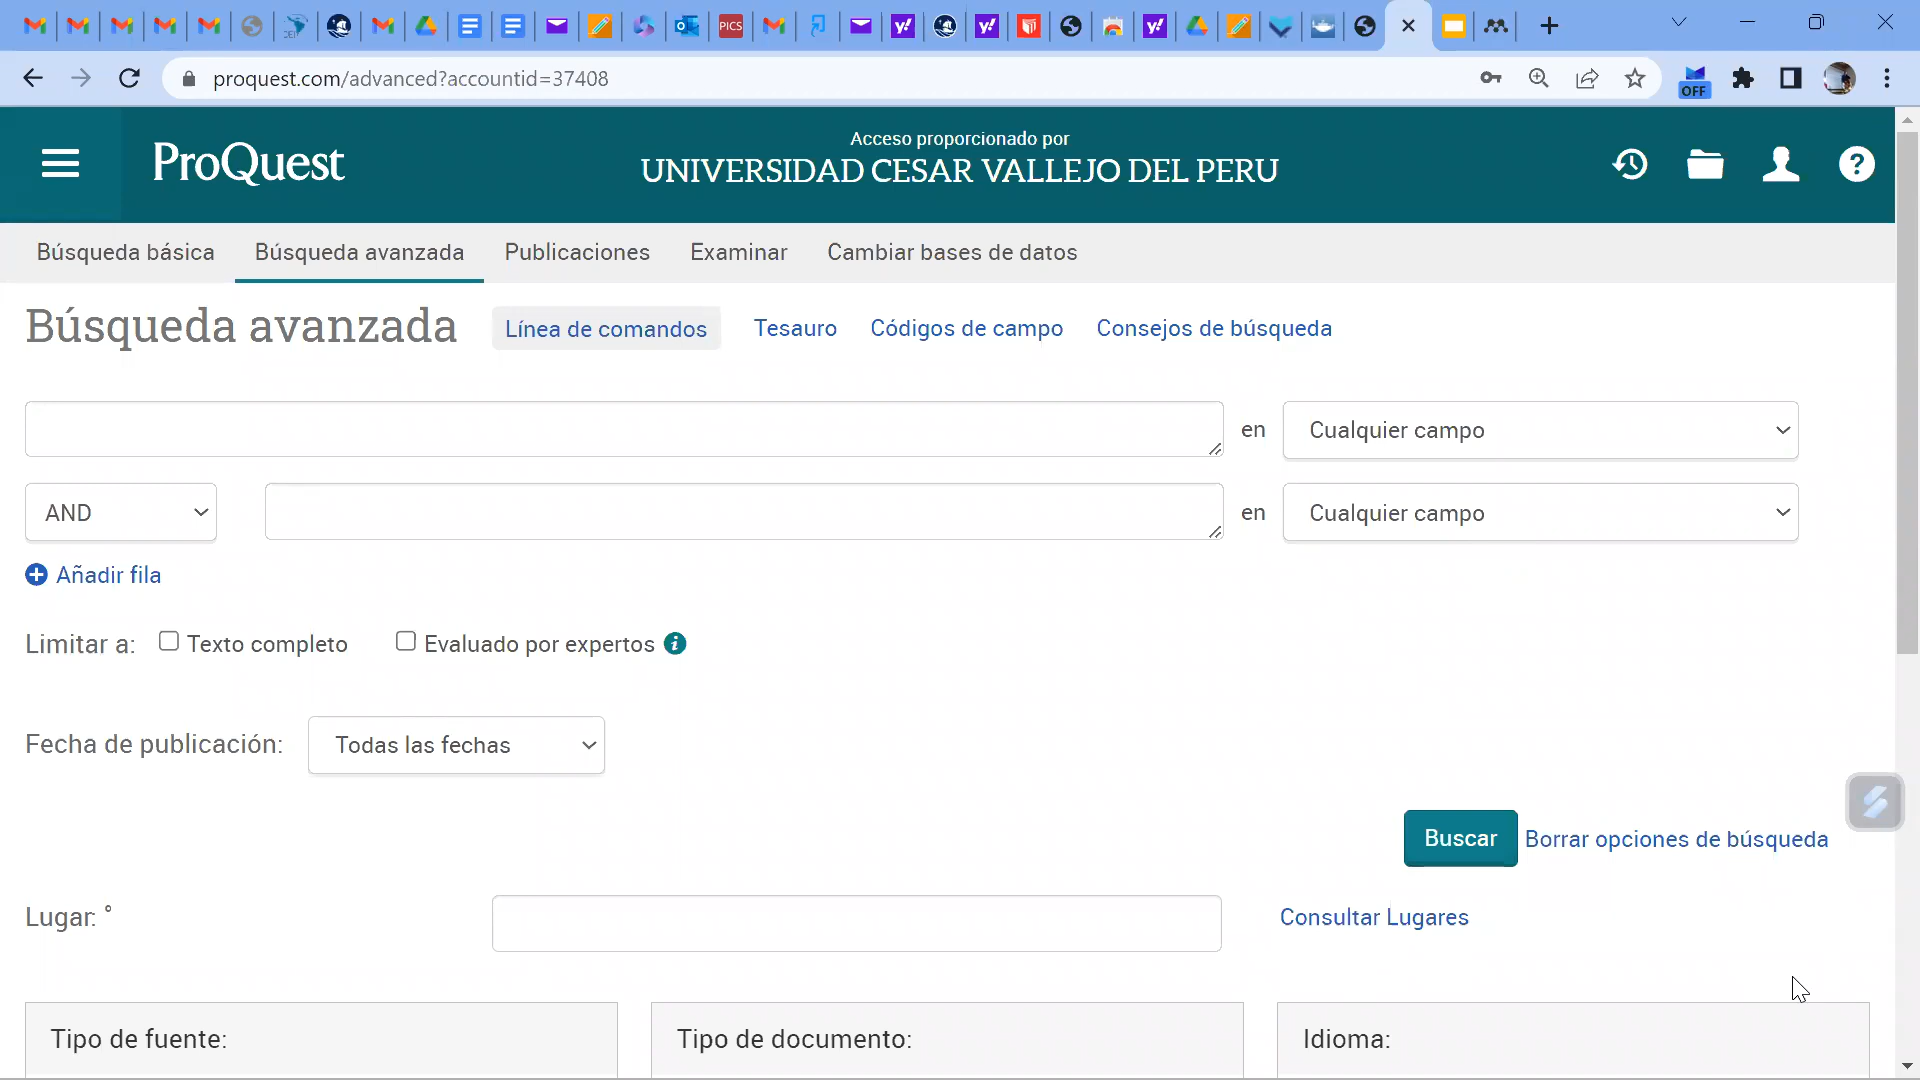 PICS
proquest.com/advanced?accountid=37408
OFF
ProQuest
Acceso proporcionado por
UNIVERSIDAD CESAR VALLEJO DEL PERU
Búsqueda básica
Búsqueda avanzada
Publicaciones
Examinar
Cambiar bases de datos
Búsqueda avanzada
Línea de comandos
Tesauro
Códigos de campo
Consejos de búsqueda
en
Cualquier campo
AND
en
Cualquier campo
Añadir fila
Limitar a:
Texto completo
Evaluado por expertos
Fecha de publicación:
Todas las fechas
Buscar
Borrar opciones de búsqueda
Lugar: °
Consultar Lugares
Tipo de fuente:
Tipo de documento:
Idioma: